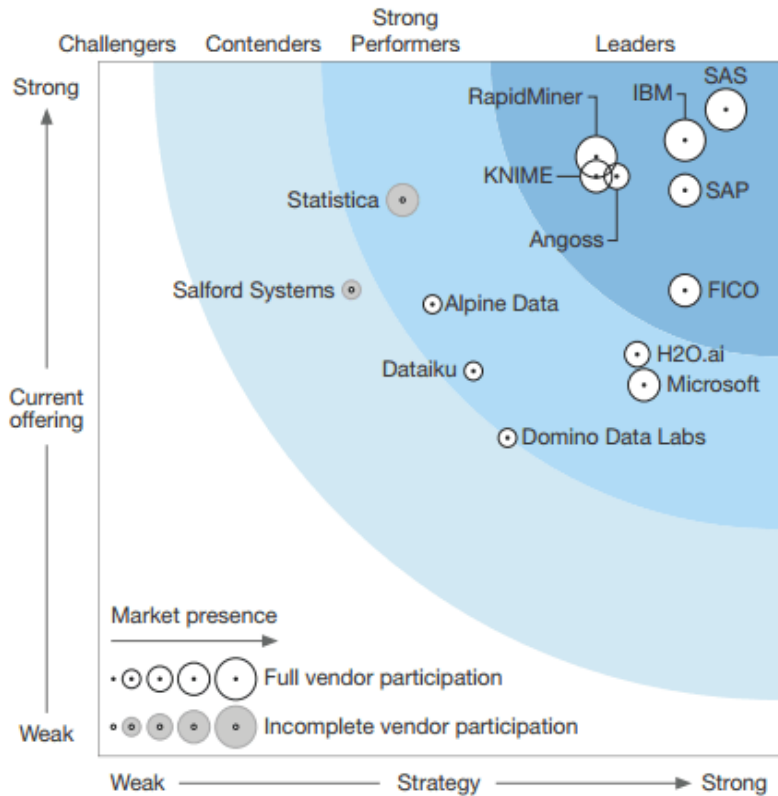 Strong
Challengers Contenders Performers Leaders
Strong
SAS
RapidMiner IBM
KNIME
SAP
Statistica
Angoss
Salford Systems
FICO
Alpine Data
H2O.ai
Dataiku
Microsoft
Current
offering
Domino Data Labs
Market presence
Full vendor participation
Incomplete vendor participation
Weak
Weak Strategy Strong